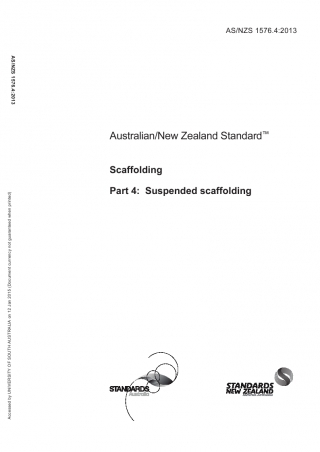 AS/NZS 1576.4:2013
AS/NZS 1576.4:2013
Australian/New Zealand Standard™
Scaffolding
Part 4: Suspended scaffolding
Accessed by UNIVERSITY OF SOUTH AUSTRALIA on 12 Jan 2015 (Document currency not guaranteed when printed)
STANDARDS
Australia
STANDARDS
NEW ZEALAND